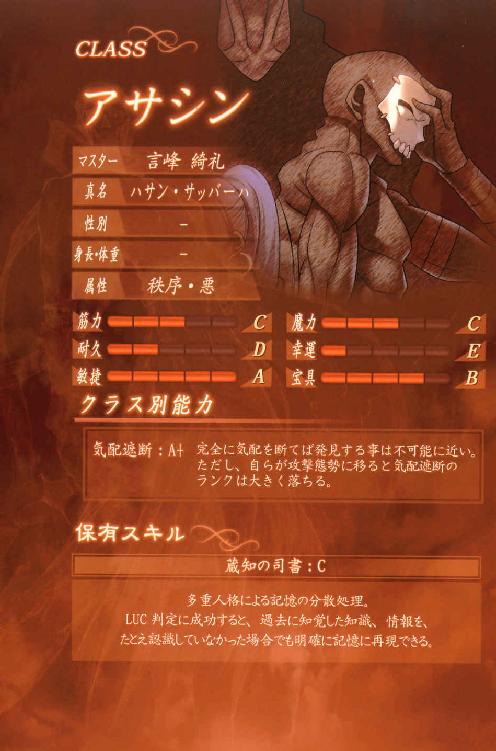 CLASS
アサシン
マスター 言峰 綺礼
真名 ハサン・サッバーハ
性別 −
身長・体重 −
属性 秩序・悪
筋力 C 魔力 C
耐久 D 幸運 E
敏捷 A 宝具 B
クラス別能力
気配遮断：A+ 完全に気配を断てば発見する事は不可能に近い。
ただし、自らが攻撃態勢に移ると気配遮断の
ランクは大きく落ちる。
保有スキル
蔵知の司書：C
多重人格による記憶の分散処理。
LUC 判定に成功すると、過去に知覚した知識、情報を、
たとえ認識していなかった場合でも明確に記憶に再現できる。